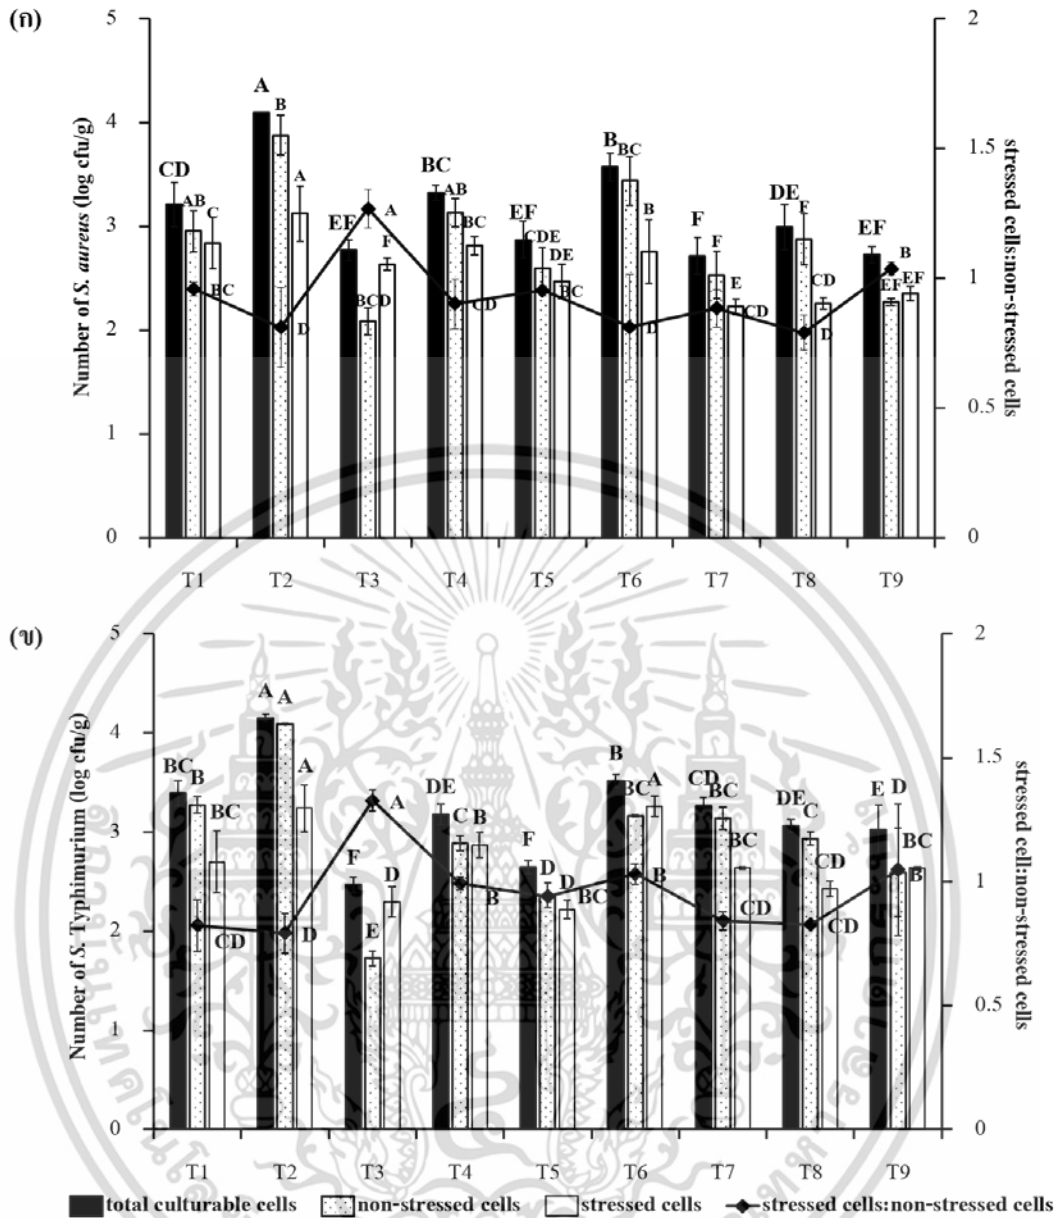 (ก)
5
4
3
2
1
0
Number of S. aureus (log cfu/g)
2
1.5
1
0.5
0
stressed cells:non-stressed cells
CD
AB
C
BC
A
B
A
D
EF
A
F
BCD
BC
AB
BC
CD
EF
CDE
DE
BC
B
BC
B
D
F
F
E
CD
DE
E
CD
D
EF
B
EF
EF
T1 T2 T3 T4 T5 T6 T7 T8 T9
(ข)
5
4
3
2
1
0
Number of S. Typhimurium (log cfu/g)
2
1.5
1
0.5
0
stressed cell:non-stressed cells
BC
B
BC
CD
A
A
A
D
F
A
D
E
DE
C
B
B
F
D
D
BC
B
BC
A
B
CD
BC
BC
CD
DE
C
CD
CD
E
D
BC
B
T1 T2 T3 T4 T5 T6 T7 T8 T9
total culturable cells non-stressed cells stressed cells stressed cells:non-stressed cells